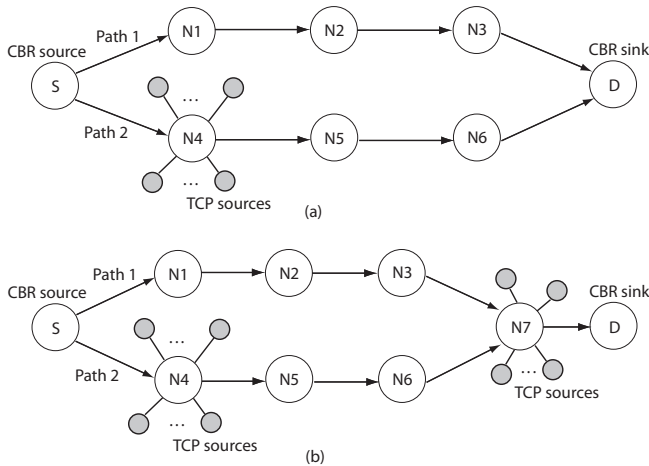 CBR source
Path 1
S
N1
N2
N3
CBR sink
D
Path 2
...
N4
N5
N6
...
TCP sources
(a)
CBR source
Path 1
S
N1
N2
N3
N7
CBR sink
D
Path 2
...
N4
N5
N6
...
TCP sources
...
TCP sources
(b)